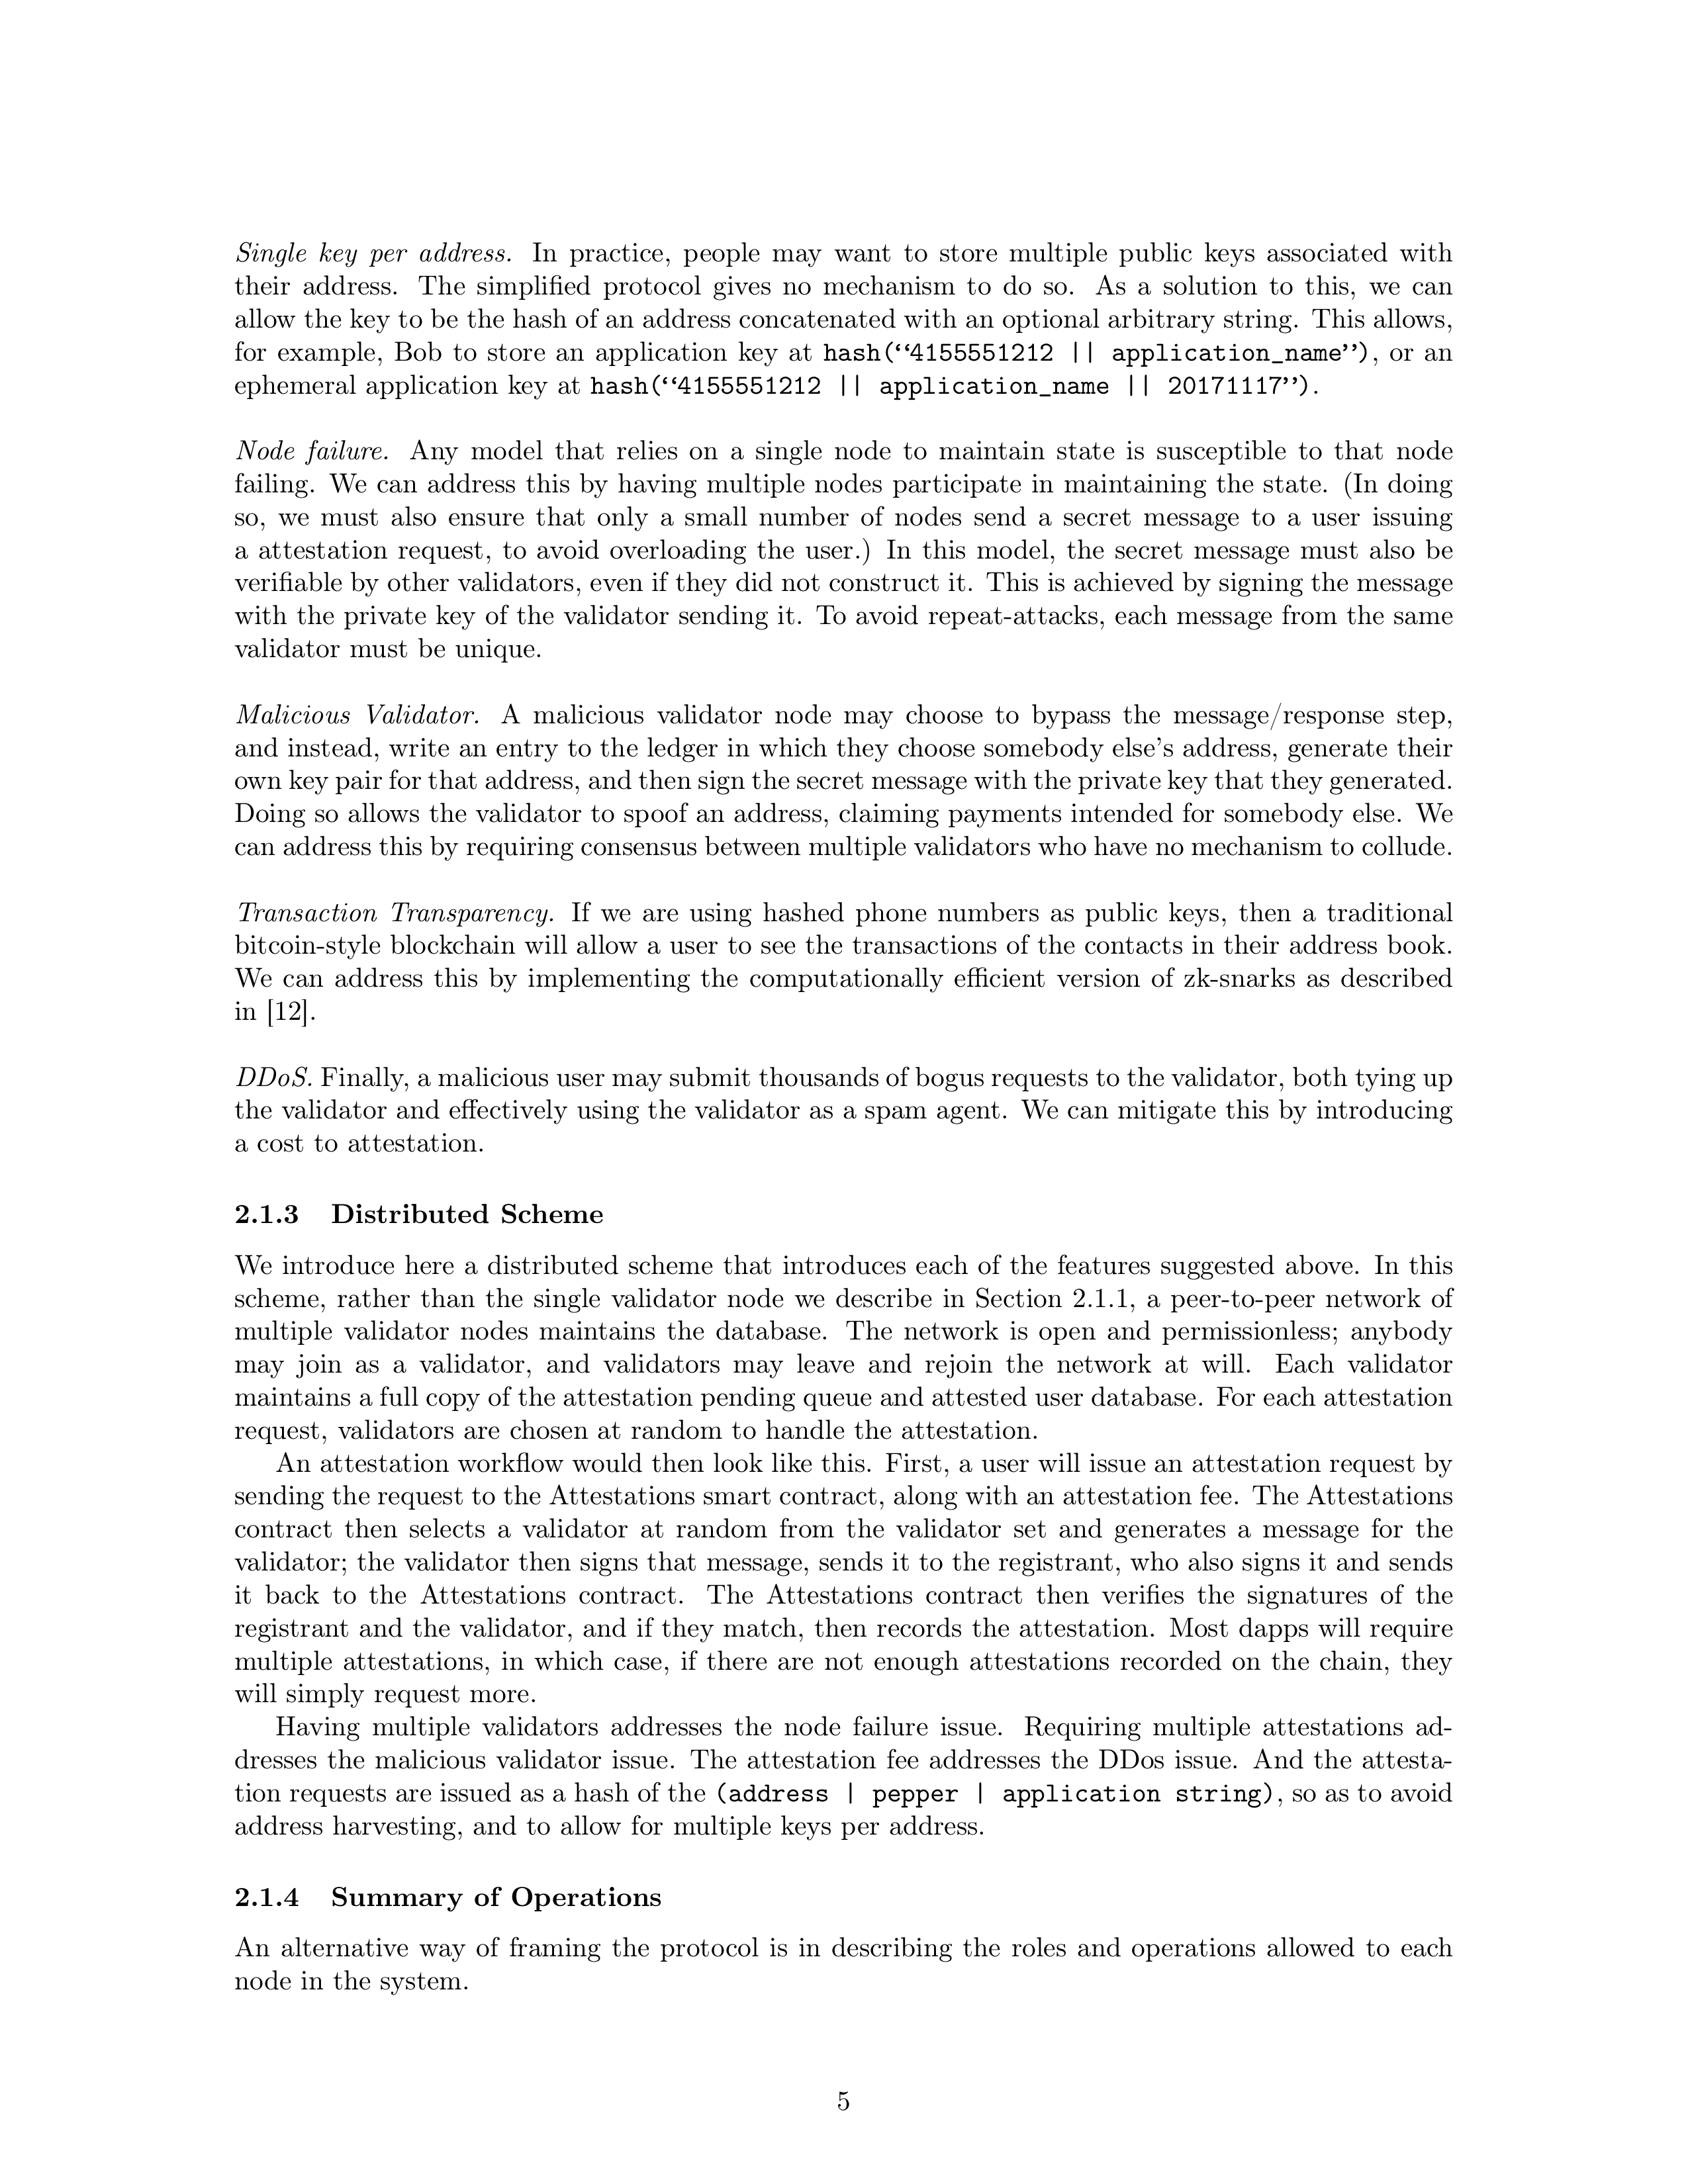 Single key per address. In practice, people may want to store multiple public keys associated with
their address. The simplified protocol gives no mechanism to do so. As a solution to this, we can
allow the key to be the hash of an address concatenated with an optional arbitrary string. This allows,
for example, Bob to store an application key at hash(“4155551212 || application_name”), or an
ephemeral application key at hash(“4155551212 || application_name || 20171117”).
Node failure. Any model that relies on a single node to maintain state is susceptible to that node
failing. We can address this by having multiple nodes participate in maintaining the state. (In doing
so, we must also ensure that only a small number of nodes send a secret message to a user issuing
a attestation request, to avoid overloading the user.) In this model, the secret message must also be
verifiable by other validators, even if they did not construct it. This is achieved by signing the message
with the private key of the validator sending it. To avoid repeat-attacks, each message from the same
validator must be unique.
Malicious Validator. A malicious validator node may choose to bypass the message/response step,
and instead, write an entry to the ledger in which they choose somebody else’s address, generate their
own key pair for that address, and then sign the secret message with the private key that they generated.
Doing so allows the validator to spoof an address, claiming payments intended for somebody else. We
can address this by requiring consensus between multiple validators who have no mechanism to collude.
Transaction Transparency. If we are using hashed phone numbers as public keys, then a traditional
bitcoin-style blockchain will allow a user to see the transactions of the contacts in their address book.
We can address this by implementing the computationally efficient version of zk-snarks as described
in [12].
DDoS. Finally, a malicious user may submit thousands of bogus requests to the validator, both tying up
the validator and effectively using the validator as a spam agent. We can mitigate this by introducing
a cost to attestation.
2.1.3 Distributed Scheme
We introduce here a distributed scheme that introduces each of the features suggested above. In this
scheme, rather than the single validator node we describe in Section 2.1.1, a peer-to-peer network of
multiple validator nodes maintains the database. The network is open and permissionless; anybody
may join as a validator, and validators may leave and rejoin the network at will. Each validator
maintains a full copy of the attestation pending queue and attested user database. For each attestation
request, validators are chosen at random to handle the attestation.
An attestation workflow would then look like this. First, a user will issue an attestation request by
sending the request to the Attestations smart contract, along with an attestation fee. The Attestations
contract then selects a validator at random from the validator set and generates a message for the
validator; the validator then signs that message, sends it to the registrant, who also signs it and sends
it back to the Attestations contract. The Attestations contract then verifies the signatures of the
registrant and the validator, and if they match, then records the attestation. Most dapps will require
multiple attestations, in which case, if there are not enough attestations recorded on the chain, they
will simply request more.
Having multiple validators addresses the node failure issue. Requiring multiple attestations ad-
dresses the malicious validator issue. The attestation fee addresses the DDos issue. And the attesta-
tion requests are issued as a hash of the (address | pepper | application string), so as to avoid
address harvesting, and to allow for multiple keys per address.
2.1.4 Summary of Operations
An alternative way of framing the protocol is in describing the roles and operations allowed to each
node in the system.
5